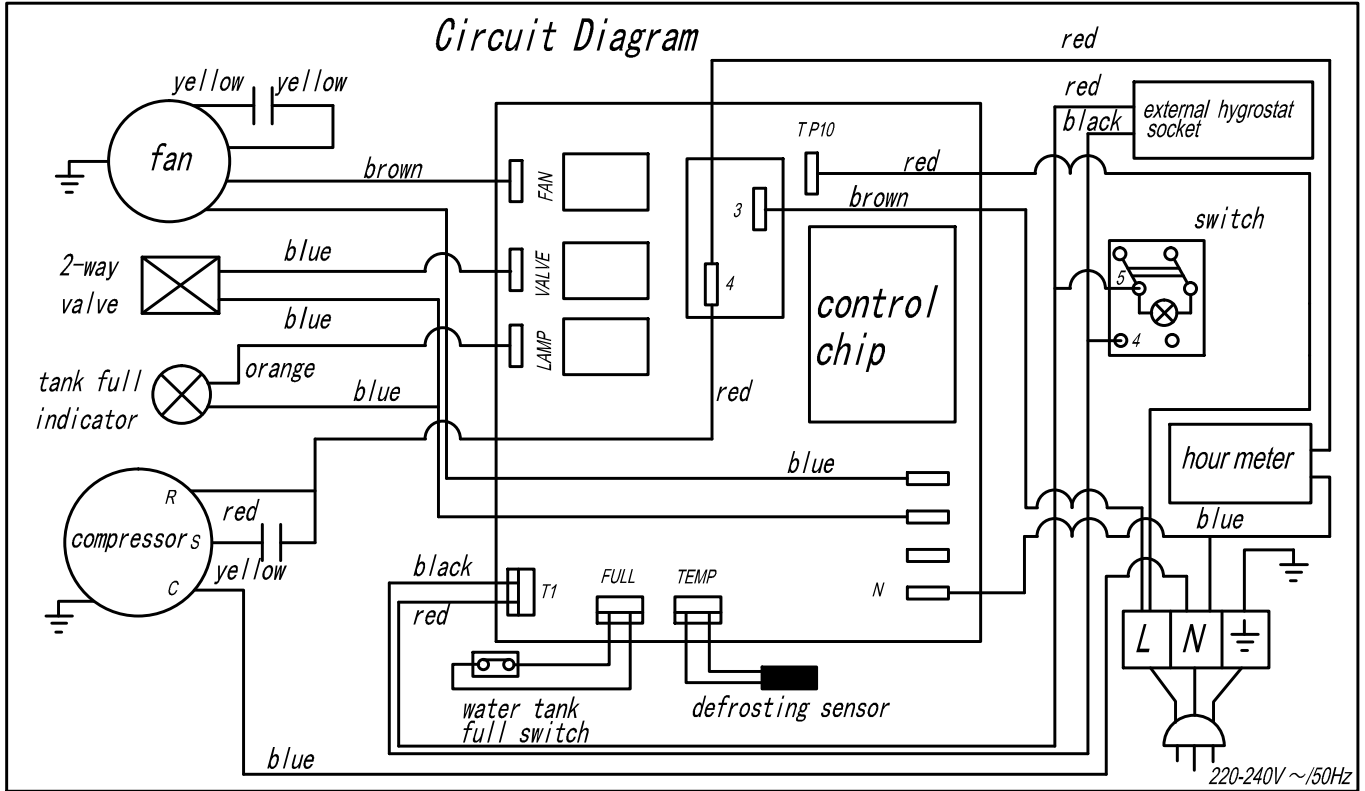 Circuit Diagram
red
yellow yellow
red
external hygrostat
socket
black
T P10
fan
brown
FAN
3
red
brown
switch
2-way
valve
blue
VALVE
4
5
control
chip
blue
LAMP
4
tank full
indicator
orange
blue
red
hour meter
blue
R
red
compressor S
yellow
C
blue
black
T1
red
FULL
TEMP
N
L
N
water tank
full switch
defrosting sensor
blue
220-240V ～/50Hz